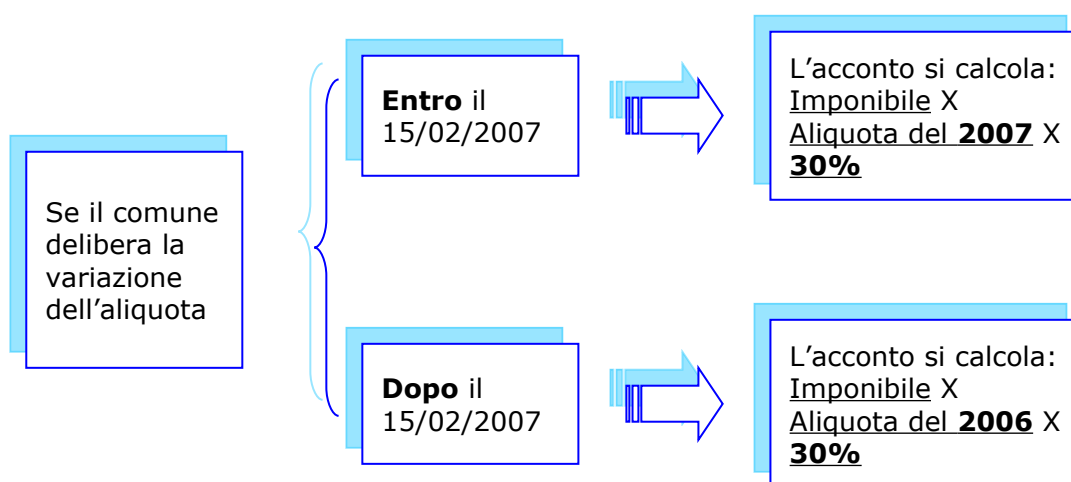 Se il comune
delibera la
variazione
dell’aliquota
Entro il
15/02/2007
L’acconto si calcola:
Imponibile X
Aliquota del 2007 X
30%
Dopo il
15/02/2007
L’acconto si calcola:
Imponibile X
Aliquota del 2006 X
30%